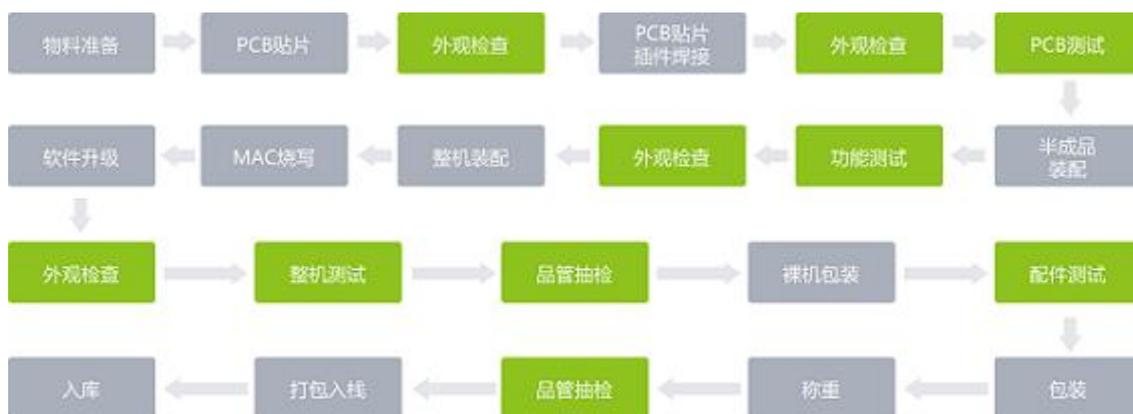 物料准备
PCB贴片
外观检查
PCB贴片
插件焊接
外观检查
PCB测试
软件升级
MAC烧写
整机装配
外观检查
功能测试
半成品
装配
外观检查
整机测试
品管抽检
裸机包装
配件测试
入库
打包入栈
品管抽检
称重
包装